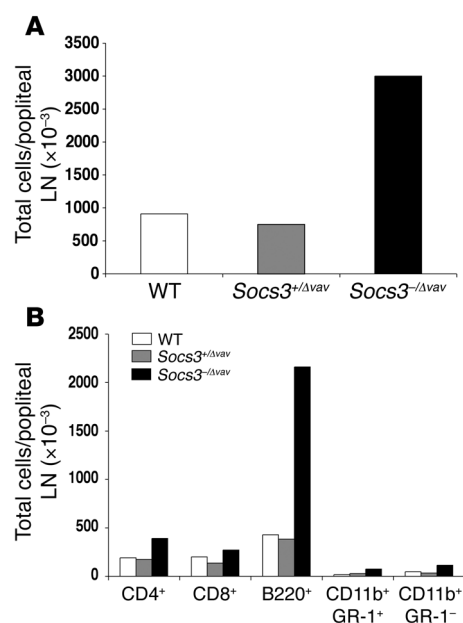 A
Total cells/popliteal
LN (×10⁻³)
3500
3000
2500
2000
1500
1000
500
0
WT
Socs3⁺/Δvav
Socs3⁻/Δvav
B
Total cells/popliteal
LN (×10⁻³)
2500
2000
1500
1000
500
0
WT
Socs3⁺/Δvav
Socs3⁻/Δvav
CD4⁺
CD8⁺
B220⁺
CD11b⁺
GR-1⁺
CD11b⁺
GR-1⁻